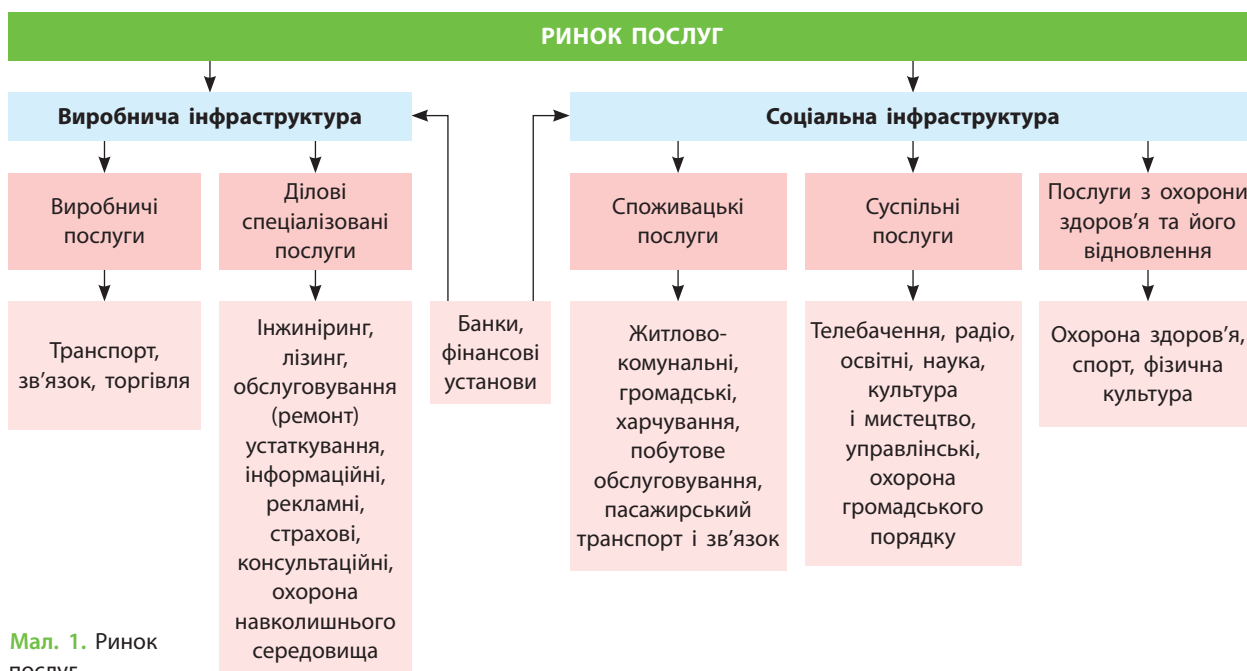 РИНОК ПОСЛУГ
Виробнича інфраструктура
Соціальна інфраструктура
Виробничі
послуги
Ділові
спеціалізовані
послуги
Споживацькі
послуги
Суспільні
послуги
Послуги з охорони
здоров'я та його
відновлення
Транспорт,
зв'язок, торгівля
Інжиніринг,
лізинг,
обслуговування
(ремонт)
устаткування,
інформаційні,
рекламні,
страхові,
консультаційні,
охорона
навколишнього
середовища
Банки,
фінансові
установи
Житлово-
комунальні,
громадські,
харчування,
побутове
обслуговування,
пасажирський
транспорт і зв'язок
Телебачення, радіо,
освітні, наука,
культура
і мистецтво,
управлінські,
охорона
громадського
порядку
Охорона здоров'я,
спорт, фізична
культура
Мал. 1. Ринок
послуг